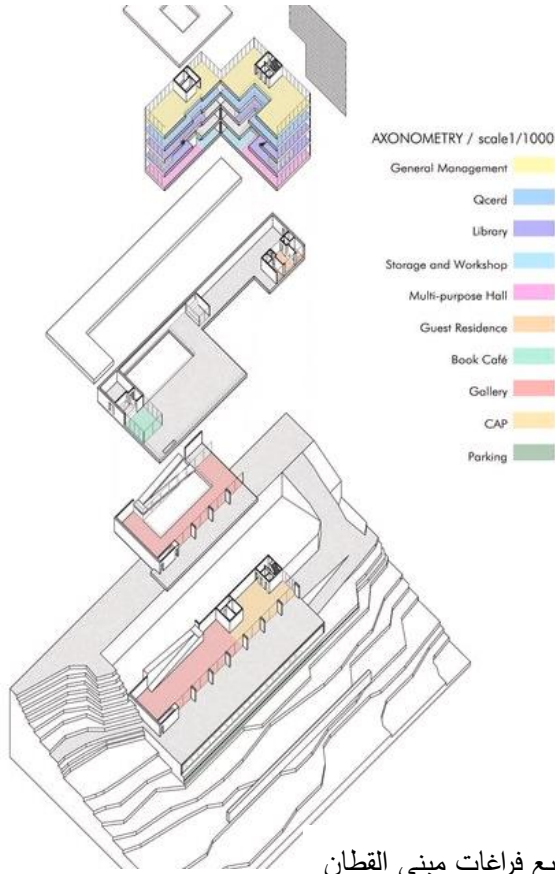 AXONOMETRY / scale1/1000
General Management
Qcerd
Library
Storage and Workshop
Multi-purpose Hall
Guest Residence
Book Café
Gallery
CAP
Parking
فراغات مبنى القطان